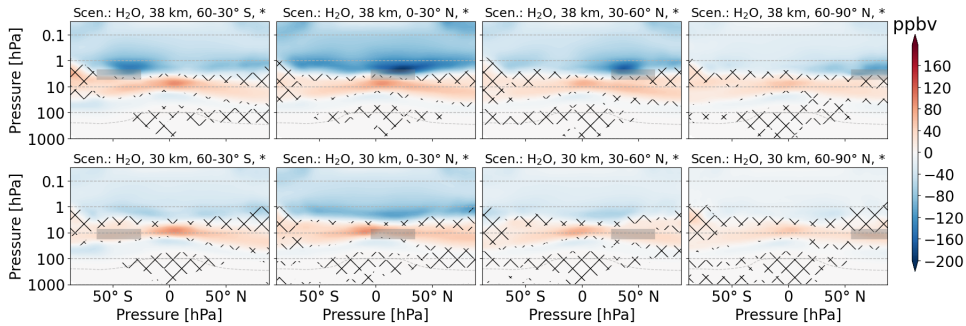 Scen.: H₂O, 38 km, 60-30° S, *
Scen.: H₂O, 38 km, 0-30° N, *
Scen.: H₂O, 38 km, 30-60° N, *
Scen.: H₂O, 38 km, 60-90° N, *
ppbv
Pressure [hPa]
0.1
1
10
100
1000
Scen.: H₂O, 30 km, 60-30° S, *
Scen.: H₂O, 30 km, 0-30° N, *
Scen.: H₂O, 30 km, 30-60° N, *
Scen.: H₂O, 30 km, 60-90° N, *
Pressure [hPa]
0.1
1
10
100
1000
50° S 0 50° N
50° S 0 50° N
50° S 0 50° N
50° S 0 50° N
Pressure [hPa]
Pressure [hPa]
Pressure [hPa]
Pressure [hPa]
160
120
80
40
0
−40
−80
−120
−160
−200